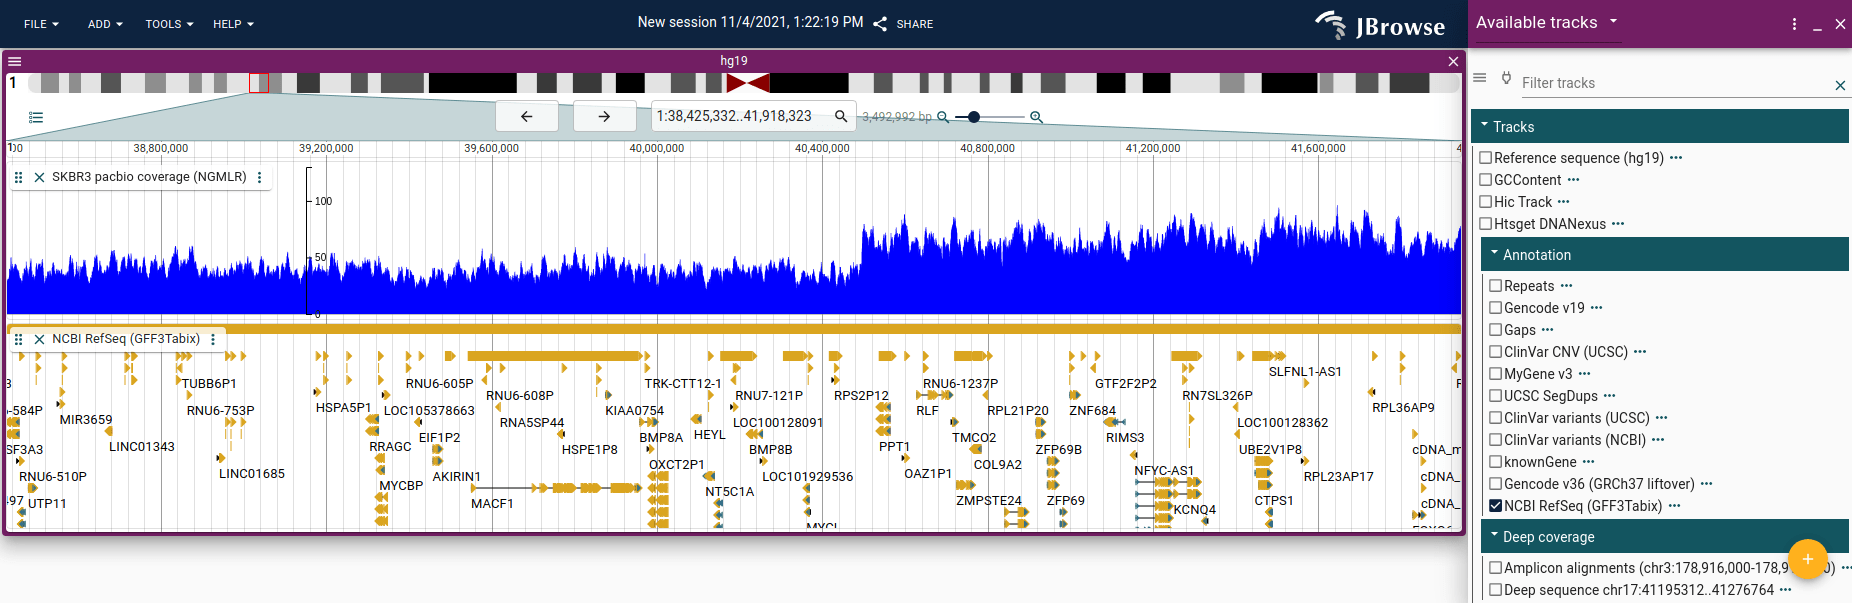 FILE ADD TOOLS HELP New session 11/4/2021, 1:22:19 PM SHARE JBrowse
Available tracks
hg19
1
1:38,425,332..41,918,323 3,492,992 bp
38,800,000 39,200,000 39,600,000 40,000,000 40,400,000 40,800,000 41,200,000 41,600,000
SKBR3 pacbio coverage (NGMLR)
100
50
0
NCBI RefSeq (GFF3Tabix)
SLFNL1-AS1
TUBB6P1 RNU6-605P TRK-CTT12-1 RNU6-1237P GTF2F2P2
RNU6-608P RNU7-121P RPS2P12 RN7SL326P
-584P RNU6-753P HSPA5P1 LOC105378663 KIAA0754 RLF RPL21P20 ZNF684 RPL36AP9
MIR3659 RNA5SP44 LOC100128091 LOC100128362
EIF1P2 BMP8A HEYL TMCO2 RIMS3
SF3A3 LINC01343 RRAGC HSPE1P8 BMP8B PPT1 ZFP69B UBE2V1P8 cDNA_m
OXCT2P1 COL9A2
RNU6-510P LINC01685 AKIRIN1 LOC101929536 OAZ1P1 NFYC-AS1 RPL23AP17 cDNA_
MYCBP NT5C1A
497 UTP11 MACF1 ZMPSTE24 ZFP69 KCNQ4 CTPS1 cDNA_
MYCL
Filter tracks
Tracks
Reference sequence (hg19)
GCContent
Hic Track
Htsget DNANexus
Annotation
Repeats
Gencode v19
Gaps
ClinVar CNV (UCSC)
MyGene v3
UCSC SegDups
ClinVar variants (UCSC)
ClinVar variants (NCBI)
knownGene
Gencode v36 (GRCh37 liftover)
NCBI RefSeq (GFF3Tabix)
Deep coverage
Amplicon alignments (chr3:178,916,000-178,9
Deep sequence chr17:41195312..41276764